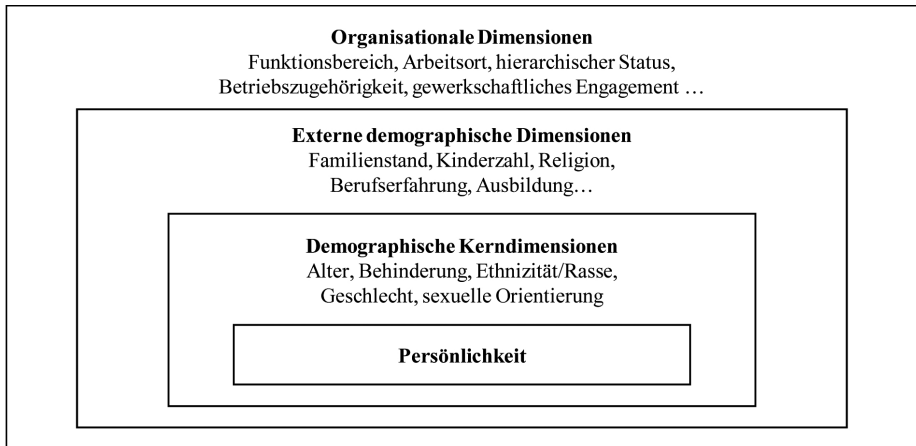 Organisationale Dimensionen
Funktionsbereich, Arbeitsort, hierarchischer Status,
Betriebszugehörigkeit, gewerkschaftliches Engagement …
Externe demographische Dimensionen
Familienstand, Kinderzahl, Religion,
Berufserfahrung, Ausbildung…
Demographische Kerndimensionen
Alter, Behinderung, Ethnizität/Rasse,
Geschlecht, sexuelle Orientierung
Persönlichkeit